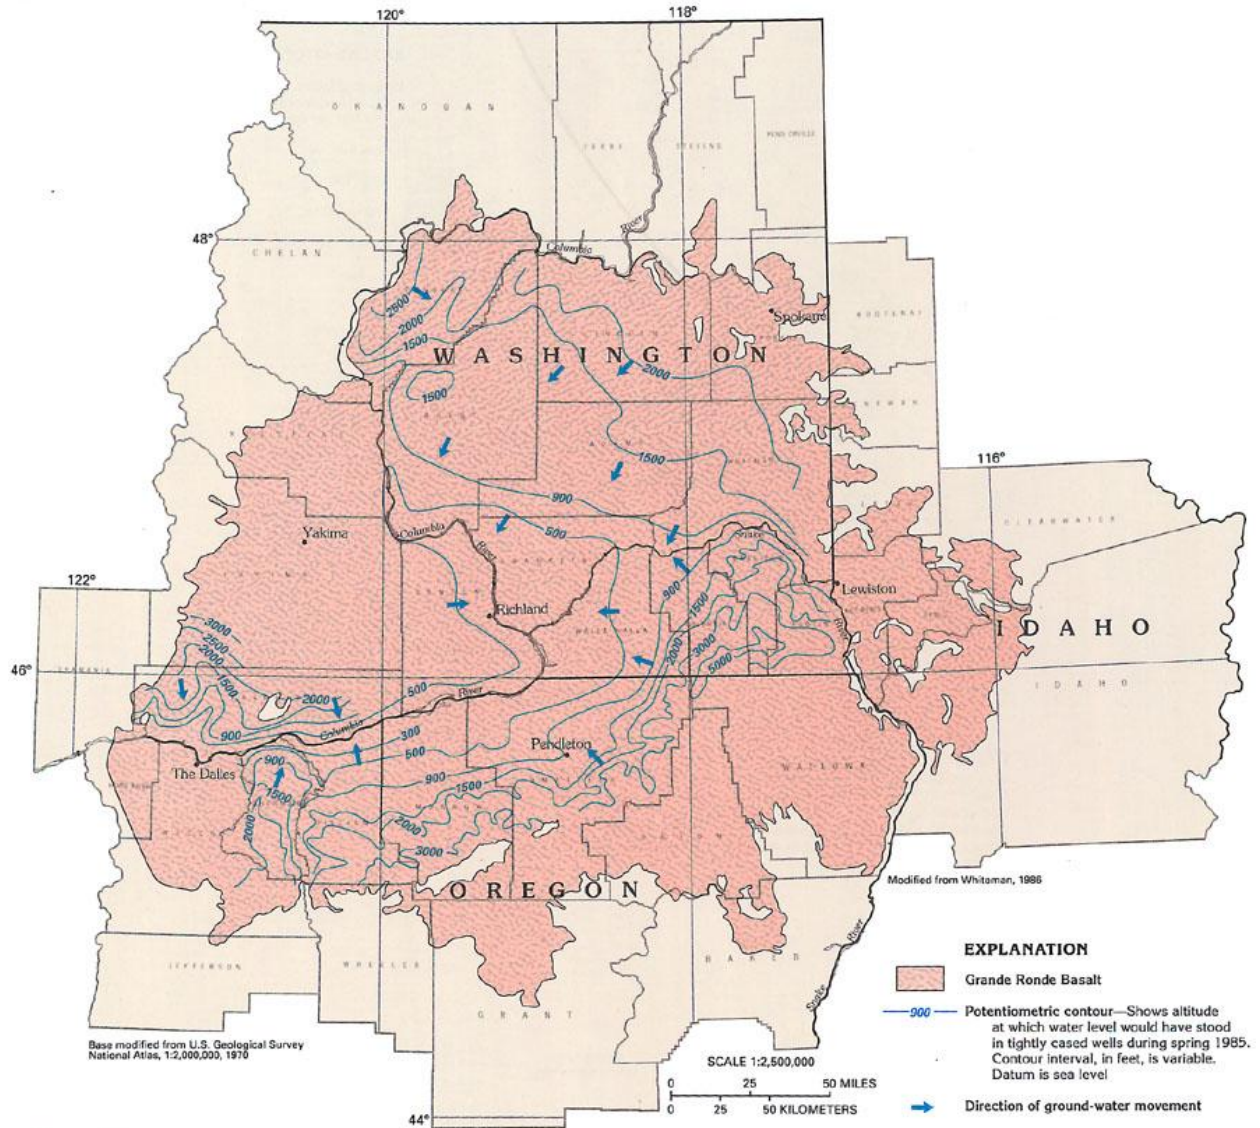 120°
118°
OKANOGAN
FERRY
STEVENS
PEND OREILLE
48°
CHELAN
Columbia
River
Spokane
KOOTENAI
2500
2000
1500
WASHINGTON
2000
1500
1500
116°
900
CLEARWATER
Yakima
Columbia
River
500
Snake
122°
900
1500
Lewiston
Richland
River
WALLA WALLA
IDAHO
3000
2500
2000
1500
2000
3000
5000
46°
SKAMANIA
IDAHO
500
River
2000
Columbia
900
300
500
Pendleton
The Dalles
900
WALLOWA
900
1500
1500
2000
2000
3000
OREGON
Modified from Whiteman, 1986
River
Snake
JEFFERSON
WHEELER
BAKER
GRANT
EXPLANATION
Grande Ronde Basalt
900
Potentiometric contour—Shows altitude
at which water level would have stood
in tightly cased wells during spring 1985.
Contour interval, in feet, is variable.
Datum is sea level
Direction of ground-water movement
Base modified from U.S. Geological Survey
National Atlas, 1:2,000,000, 1970
SCALE 1:2,500,000
0 25 50 MILES
0 25 50 KILOMETERS
44°